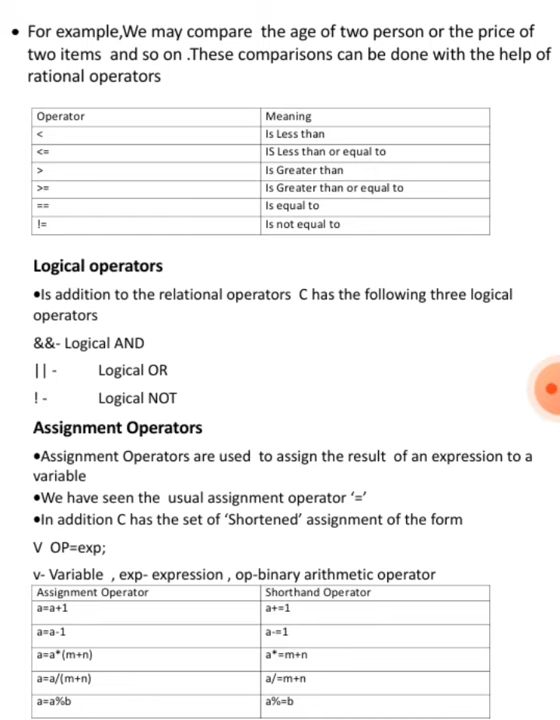 • For example,We may compare the age of two person or the price of
two items and so on .These comparisons can be done with the help of
rational operators
Operator Meaning
< Is Less than
<= IS Less than or equal to
> Is Greater than
>= Is Greater than or equal to
== Is equal to
!= Is not equal to
Logical operators
•Is addition to the relational operators C has the following three logical
operators
&&- Logical AND
|| - Logical OR
! - Logical NOT
Assignment Operators
•Assignment Operators are used to assign the result of an expression to a
variable
•We have seen the usual assignment operator ‘=’
•In addition C has the set of ‘Shortened’ assignment of the form
V OP=exp;
v- Variable , exp- expression , op-binary arithmetic operator
Assignment Operator Shorthand Operator
a=a+1 a+=1
a=a-1 a-=1
a=a*(m+n) a*=m+n
a=a/(m+n) a/=m+n
a=a%b a%=b